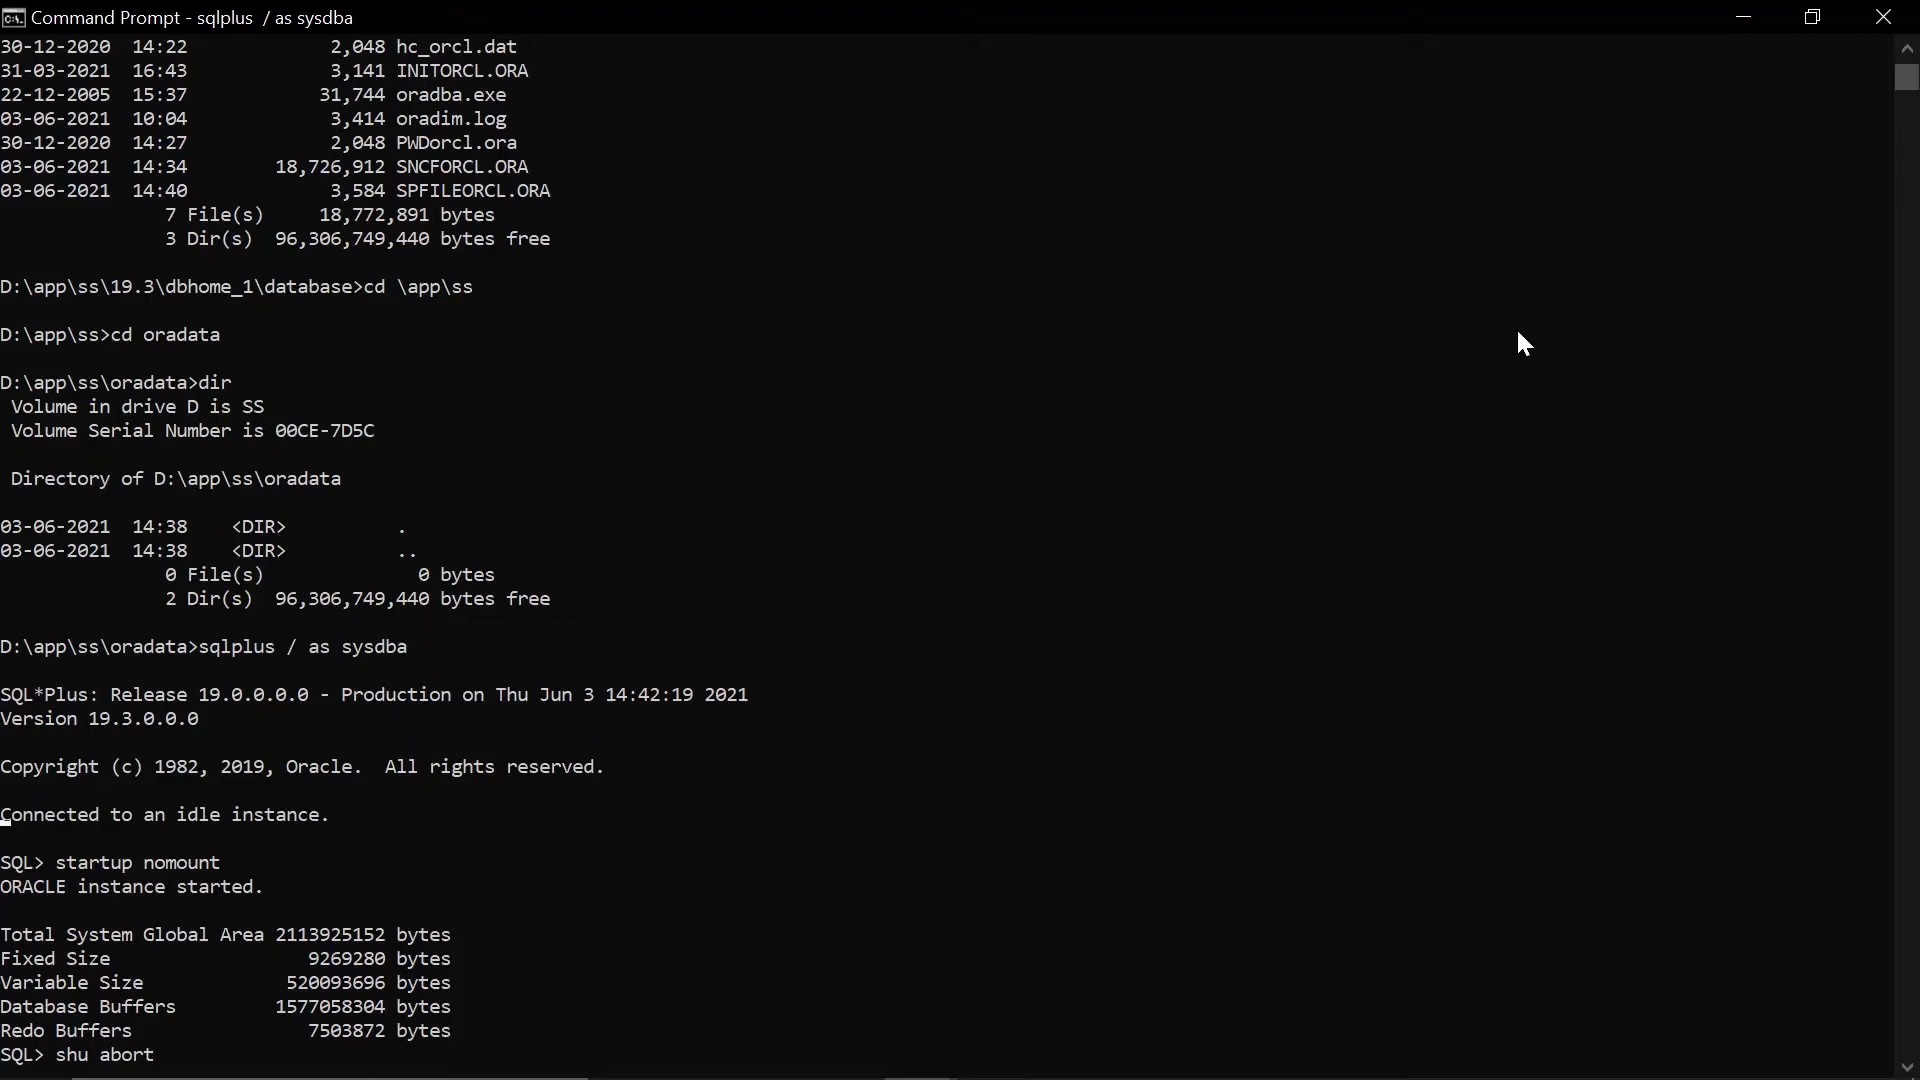 Command Prompt - sqlplus / as sysdba
30-12-2020 14:22 2,048 hc_orcl.dat
31-03-2021 16:43 3,141 INITORCL.ORA
22-12-2005 15:37 31,744 oradba.exe
03-06-2021 10:04 3,414 oradim.log
30-12-2020 14:27 2,048 PWDorcl.ora
03-06-2021 14:34 18,726,912 SNCFORCL.ORA
03-06-2021 14:40 3,584 SPFILEORCL.ORA
7 File(s) 18,772,891 bytes
3 Dir(s) 96,306,749,440 bytes free
D:\app\ss\19.3\dbhome_1\database>cd \app\ss
D:\app\ss>cd oradata
D:\app\ss\oradata>dir
Volume in drive D is SS
Volume Serial Number is 00CE-7D5C
Directory of D:\app\ss\oradata
03-06-2021 14:38 <DIR> .
03-06-2021 14:38 <DIR> ..
0 File(s) 0 bytes
2 Dir(s) 96,306,749,440 bytes free
D:\app\ss\oradata>sqlplus / as sysdba
SQL*Plus: Release 19.0.0.0.0 - Production on Thu Jun 3 14:42:19 2021
Version 19.3.0.0.0
Copyright (c) 1982, 2019, Oracle. All rights reserved.
Connected to an idle instance.
SQL> startup nomount
ORACLE instance started.
Total System Global Area 2113925152 bytes
Fixed Size 9269280 bytes
Variable Size 520093696 bytes
Database Buffers 1577058304 bytes
Redo Buffers 7503872 bytes
SQL> shu abort